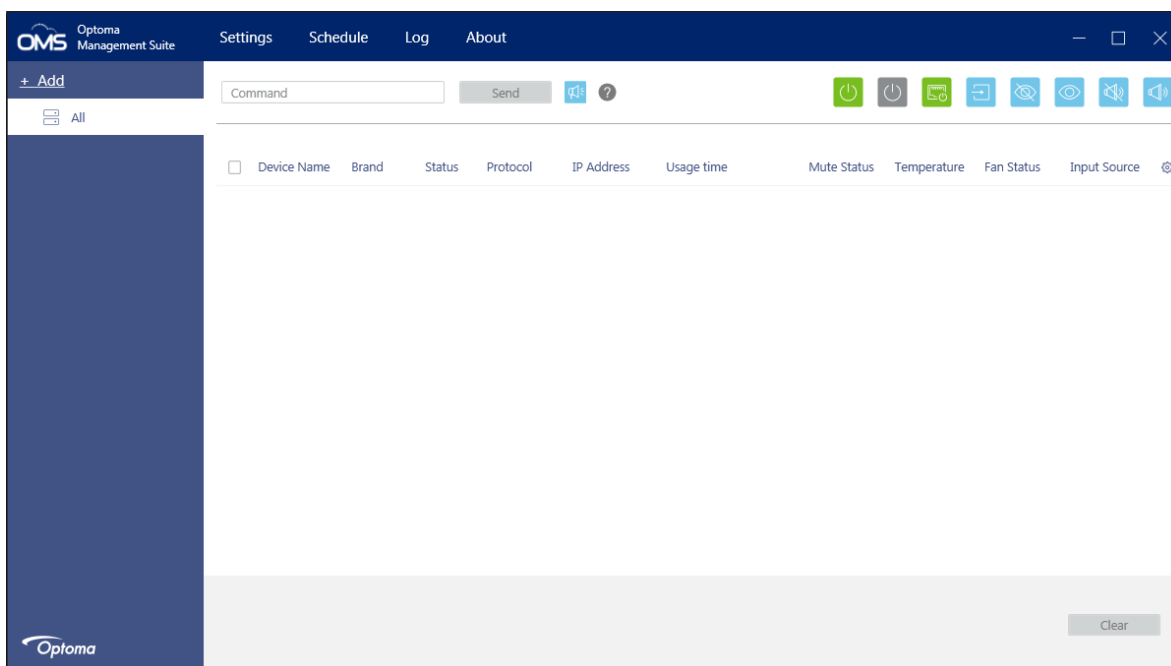 OMS Optoma
Management Suite
Settings Schedule Log About
+ Add
All
Command Send ?
Device Name Brand Status Protocol IP Address Usage time Mute Status Temperature Fan Status Input Source
Clear
Optoma